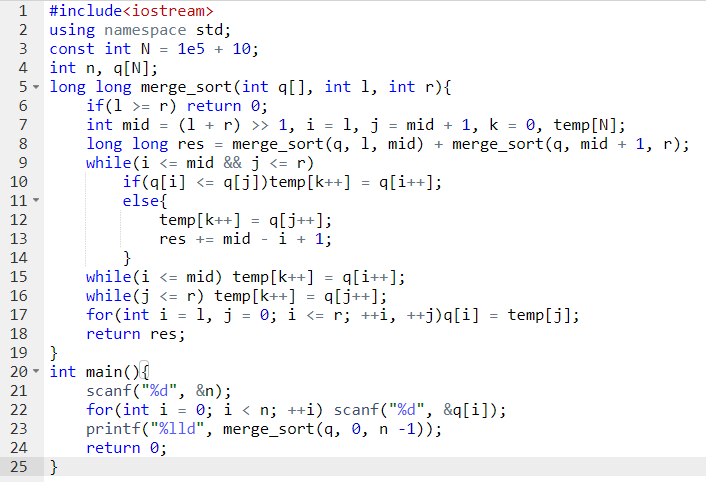 1 #include<iostream>
2 using namespace std;
3 const int N = 1e5 + 10;
4 int n, q[N];
5 long long merge_sort(int q[], int l, int r){
6 if(l >= r) return 0;
7 int mid = (l + r) >> 1, i = l, j = mid + 1, k = 0, temp[N];
8 long long res = merge_sort(q, l, mid) + merge_sort(q, mid + 1, r);
9 while(i <= mid && j <= r)
10 if(q[i] <= q[j])temp[k++] = q[i++];
11 else{
12 temp[k++] = q[j++];
13 res += mid - i + 1;
14 }
15 while(i <= mid) temp[k++] = q[i++];
16 while(j <= r) temp[k++] = q[j++];
17 for(int i = l, j = 0; i <= r; ++i, ++j)q[i] = temp[j];
18 return res;
19 }
20 int main(){
21 scanf("%d", &n);
22 for(int i = 0; i < n; ++i) scanf("%d", &q[i]);
23 printf("%lld", merge_sort(q, 0, n -1));
24 return 0;
25 }